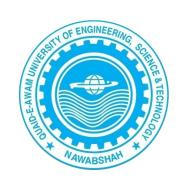 QUAID-E-AWAM UNIVERSITY OF ENGINEERING, SCIENCE & TECHNOLOGY
NAWABSHAH